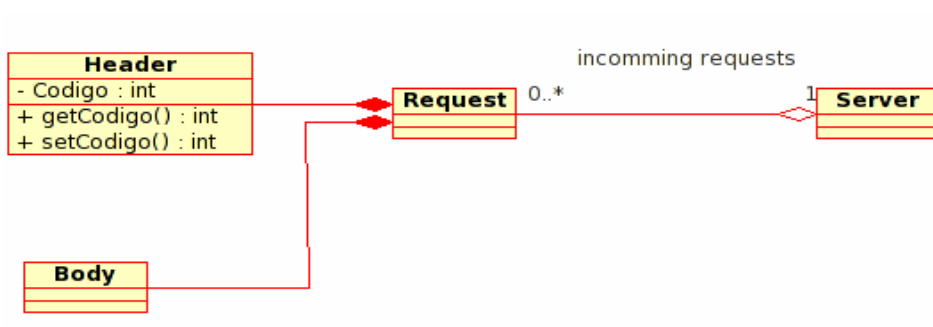 incomming requests
Header
- Codigo : int
+ getCodigo() : int
+ setCodigo() : int
Request
0..*
1
Server
Body